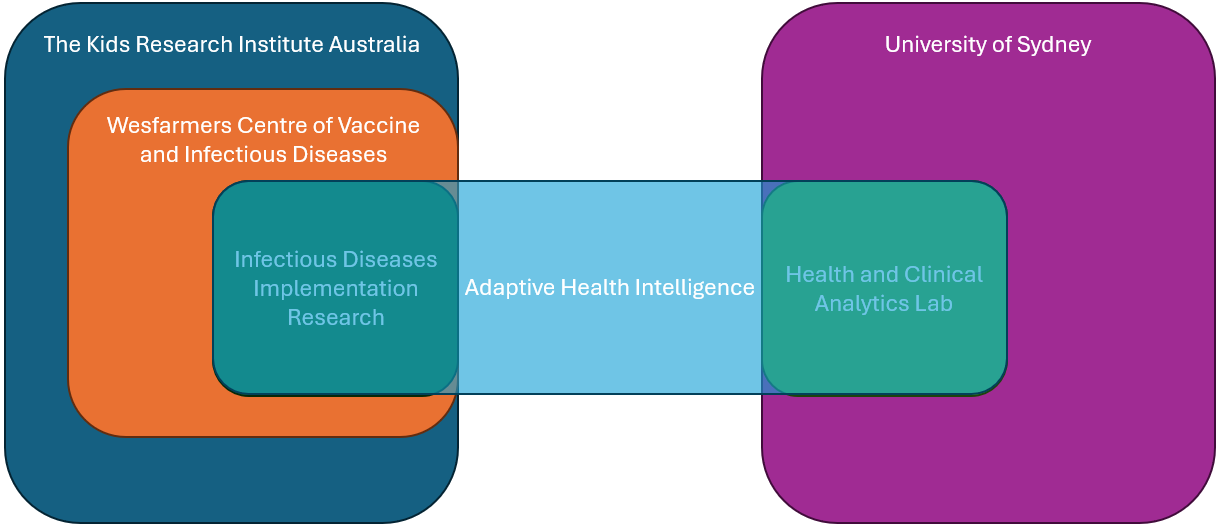 The Kids Research Institute Australia
University of Sydney
Wesfarmers Centre of Vaccine
and Infectious Diseases
Infectious Diseases
Implementation
Research
Adaptive Health Intelligence
Health and Clinical
Analytics Lab